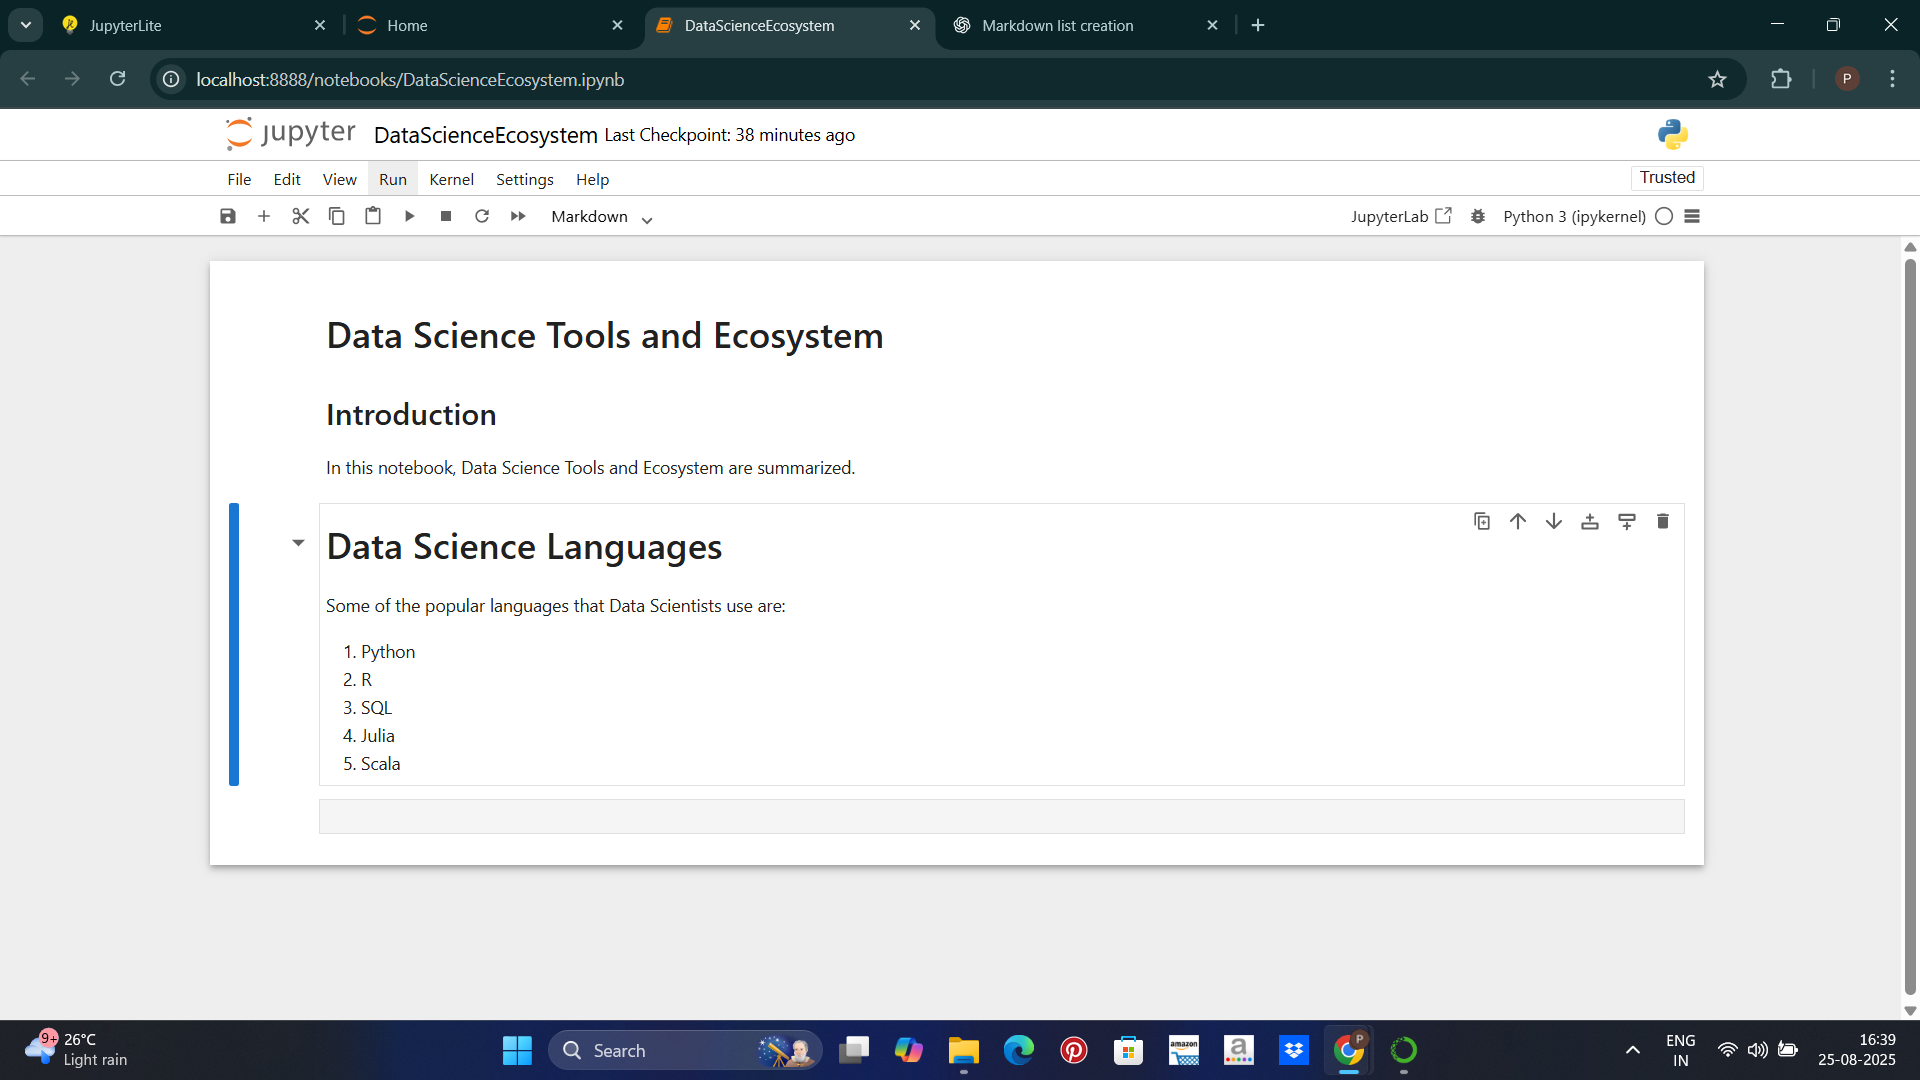 JupyterLite
Home
DataScienceEcosystem
Markdown list creation
localhost:8888/notebooks/DataScienceEcosystem.ipynb
P
jupyter DataScienceEcosystem Last Checkpoint: 38 minutes ago
File Edit View Run Kernel Settings Help
Trusted
Markdown
JupyterLab
Python 3 (ipykernel)
Data Science Tools and Ecosystem
Introduction
In this notebook, Data Science Tools and Ecosystem are summarized.
Data Science Languages
Some of the popular languages that Data Scientists use are:
1. Python
2. R
3. SQL
4. Julia
5. Scala
9+
26°C
Light rain
Search
amazon
a
P
ENG
IN
16:39
25-08-2025